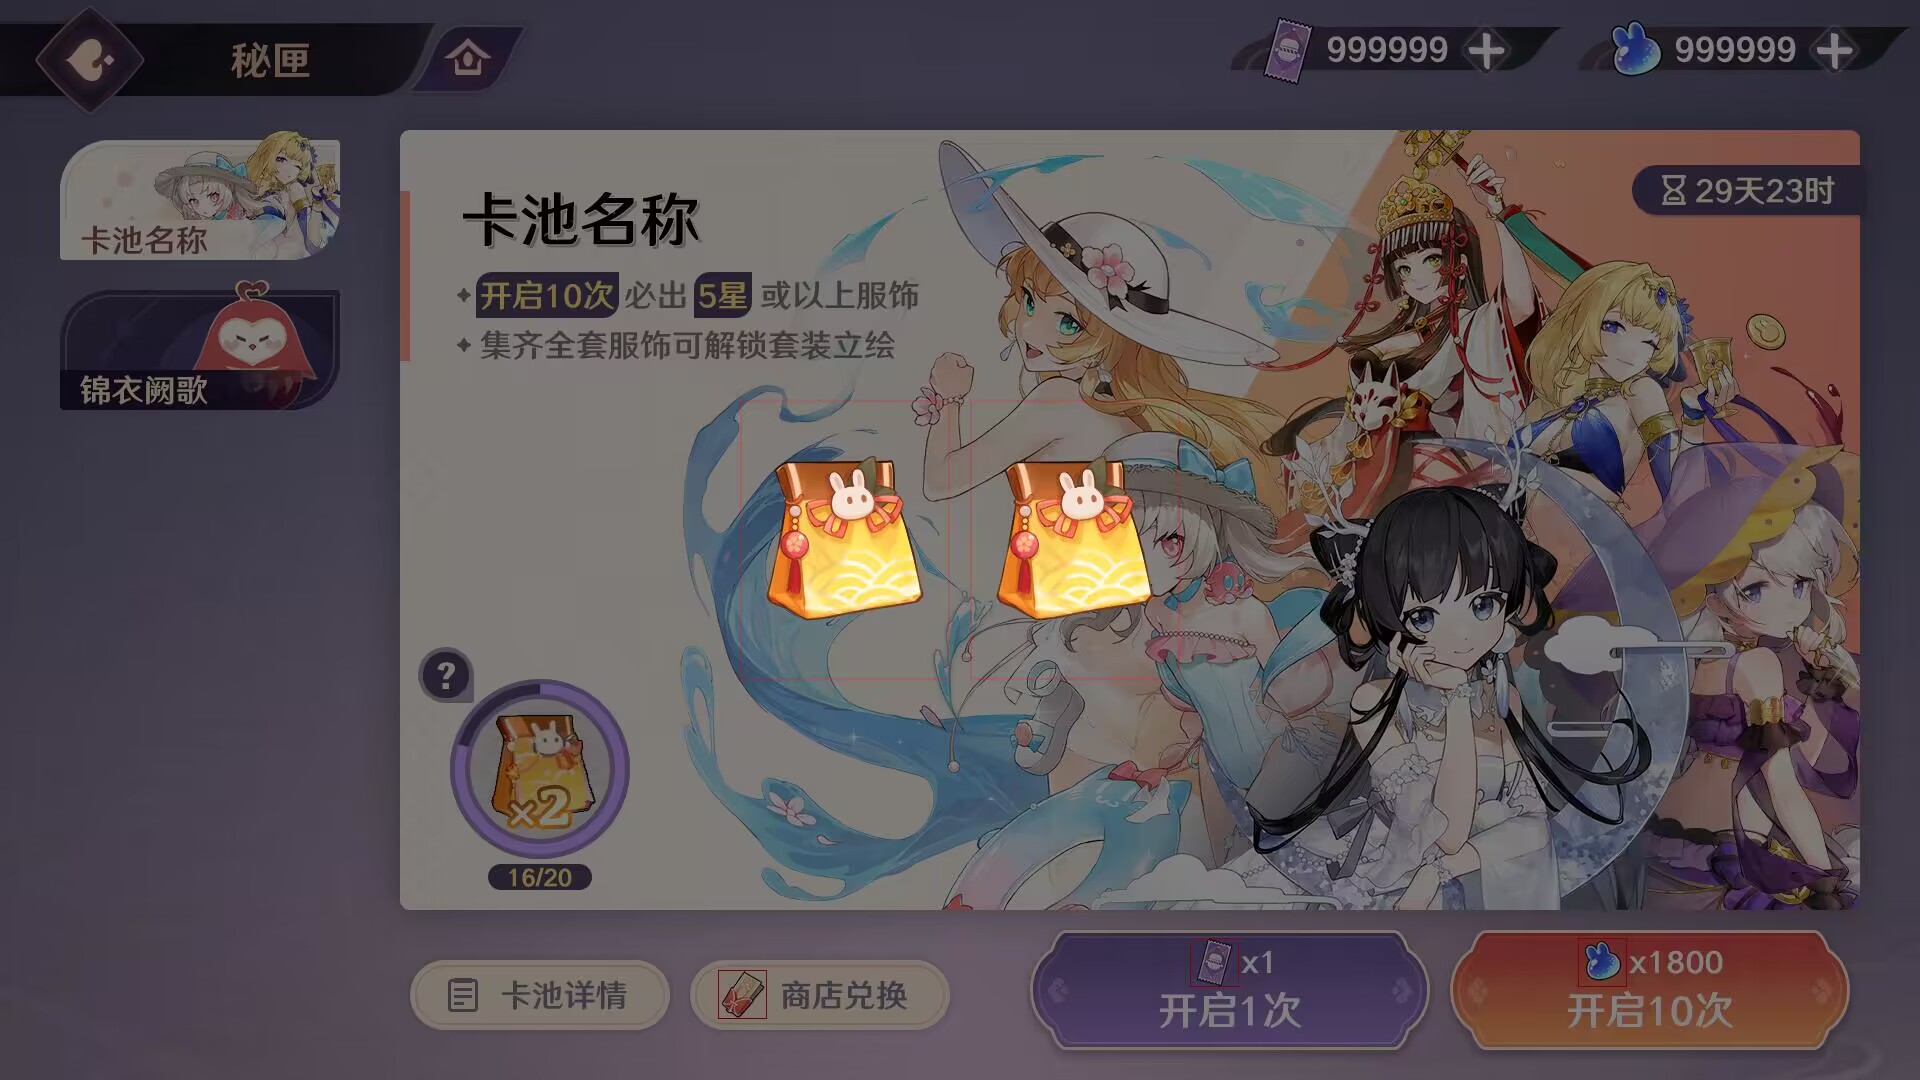 秘匣
999999
999999
卡池名称
锦衣阙歌
卡池名称
29天23时
开启10次 必出 5星 或以上服饰
集齐全套服饰可解锁套装立绘
?
×2
16/20
卡池详情
商店兑换
x1
开启1次
x1800
开启10次